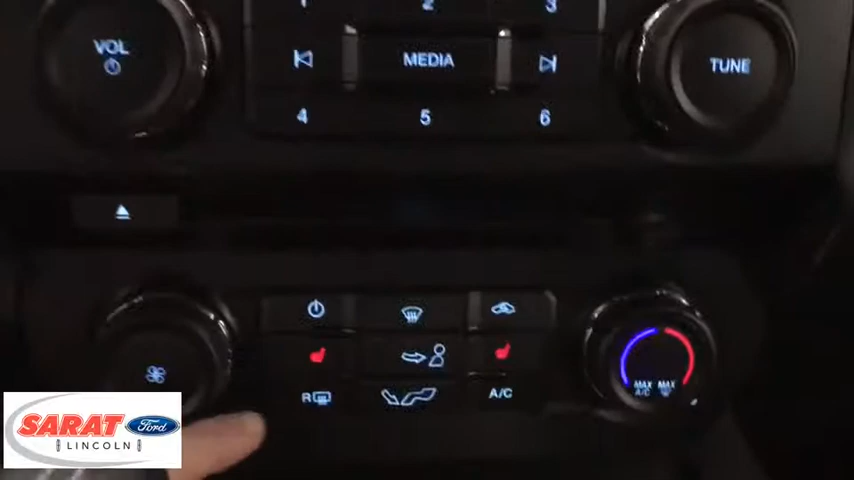 1 2 3
VOL
MEDIA
TUNE
4 5 6
R
A/C
MAX A/C
MAX
SARAT Ford
LINCOLN